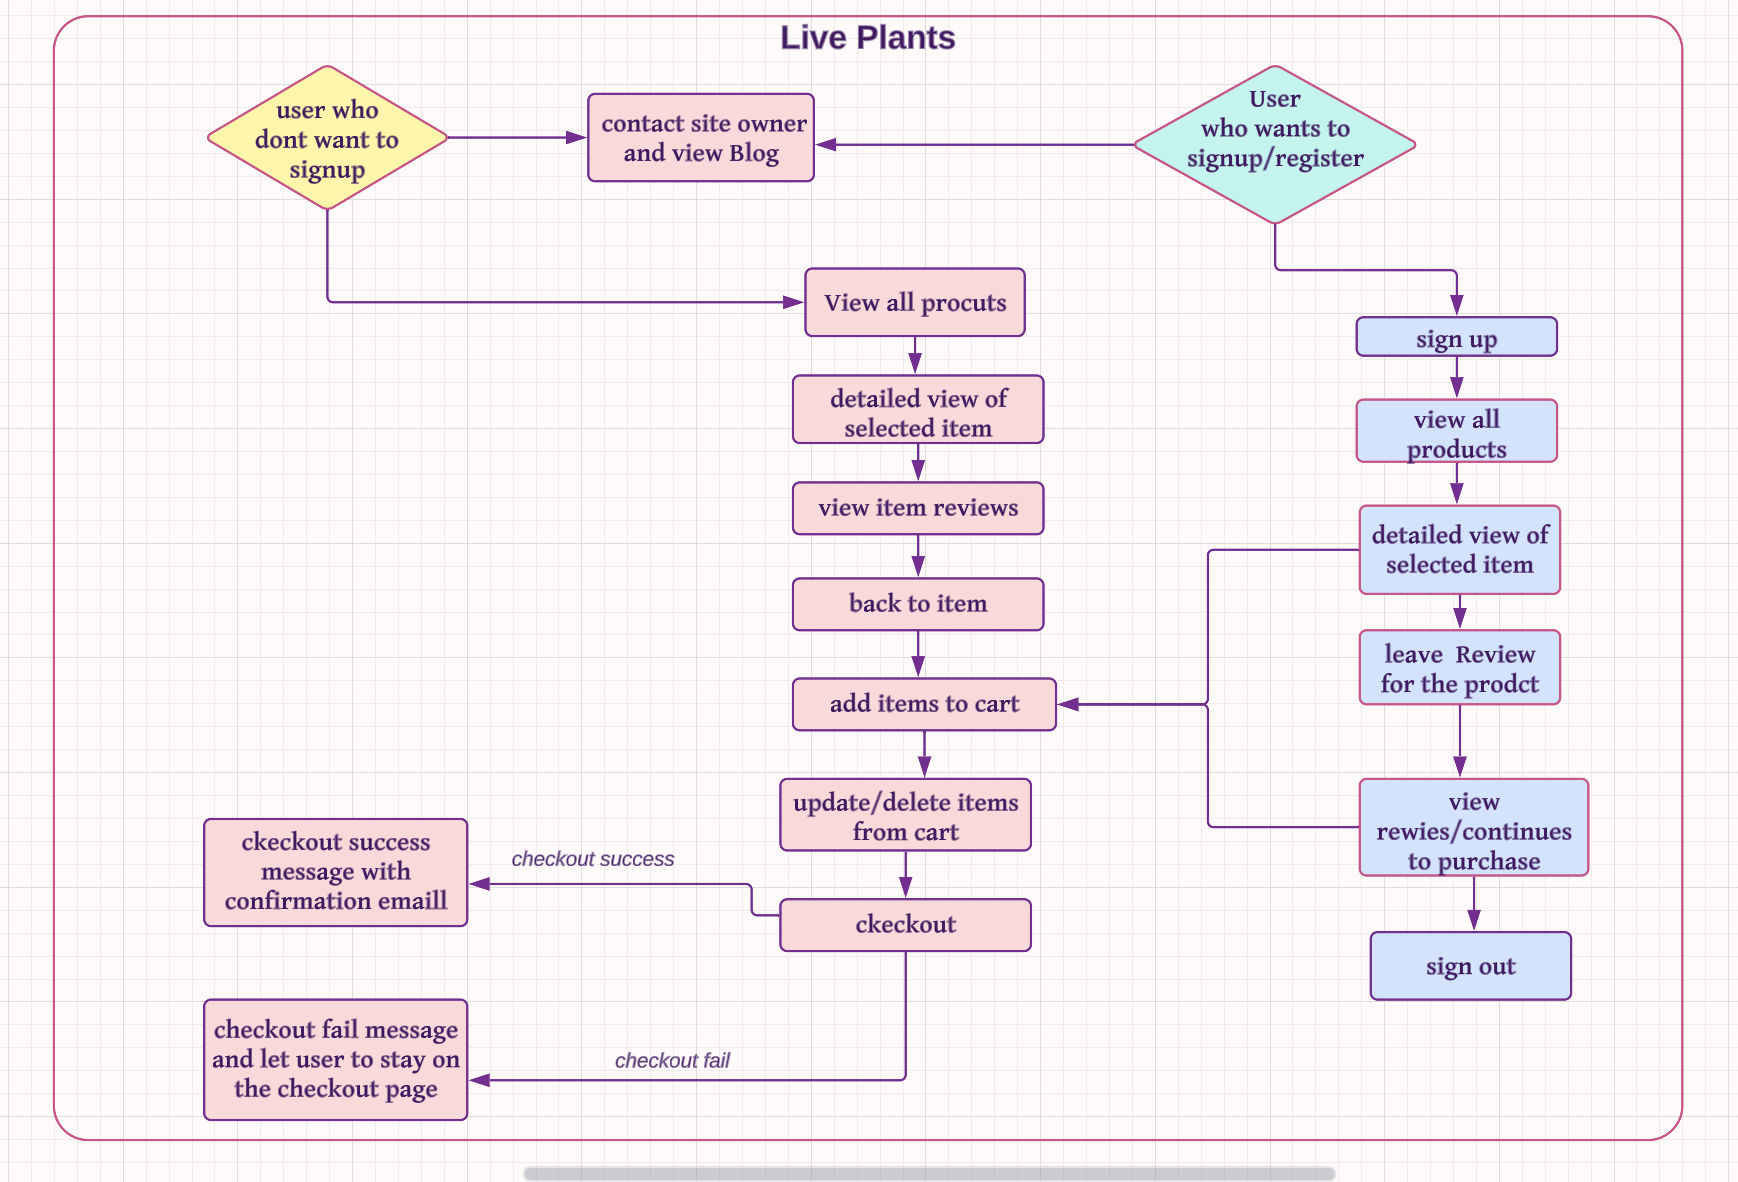 Live Plants
user who
dont want to
signup
contact site owner
and view Blog
User
who wants to
signup/register
View all procuts
sign up
detailed view of
selected item
view all
products
view item reviews
detailed view of
selected item
back to item
leave  Review
for the prodct
add items to cart
update/delete items
from cart
view
rewies/continues
to purchase
ckeckout success
message with
confirmation emaill
checkout success
ckeckout
sign out
checkout fail message
and let user to stay on
the checkout page
checkout fail